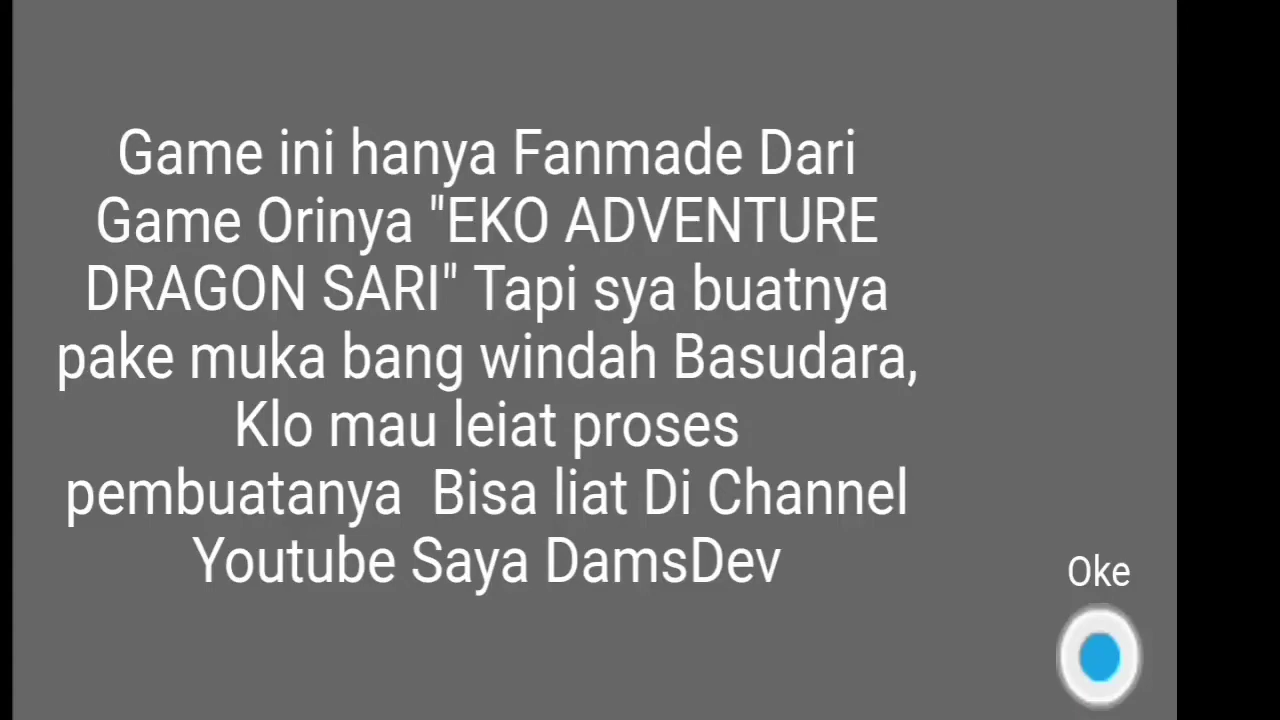 Game ini hanya Fanmade Dari
Game Orinya "EKO ADVENTURE
DRAGON SARI" Tapi sya buatnya
pake muka bang windah Basudara,
Klo mau leiat proses
pembuatanya  Bisa liat Di Channel
Youtube Saya DamsDev
Oke